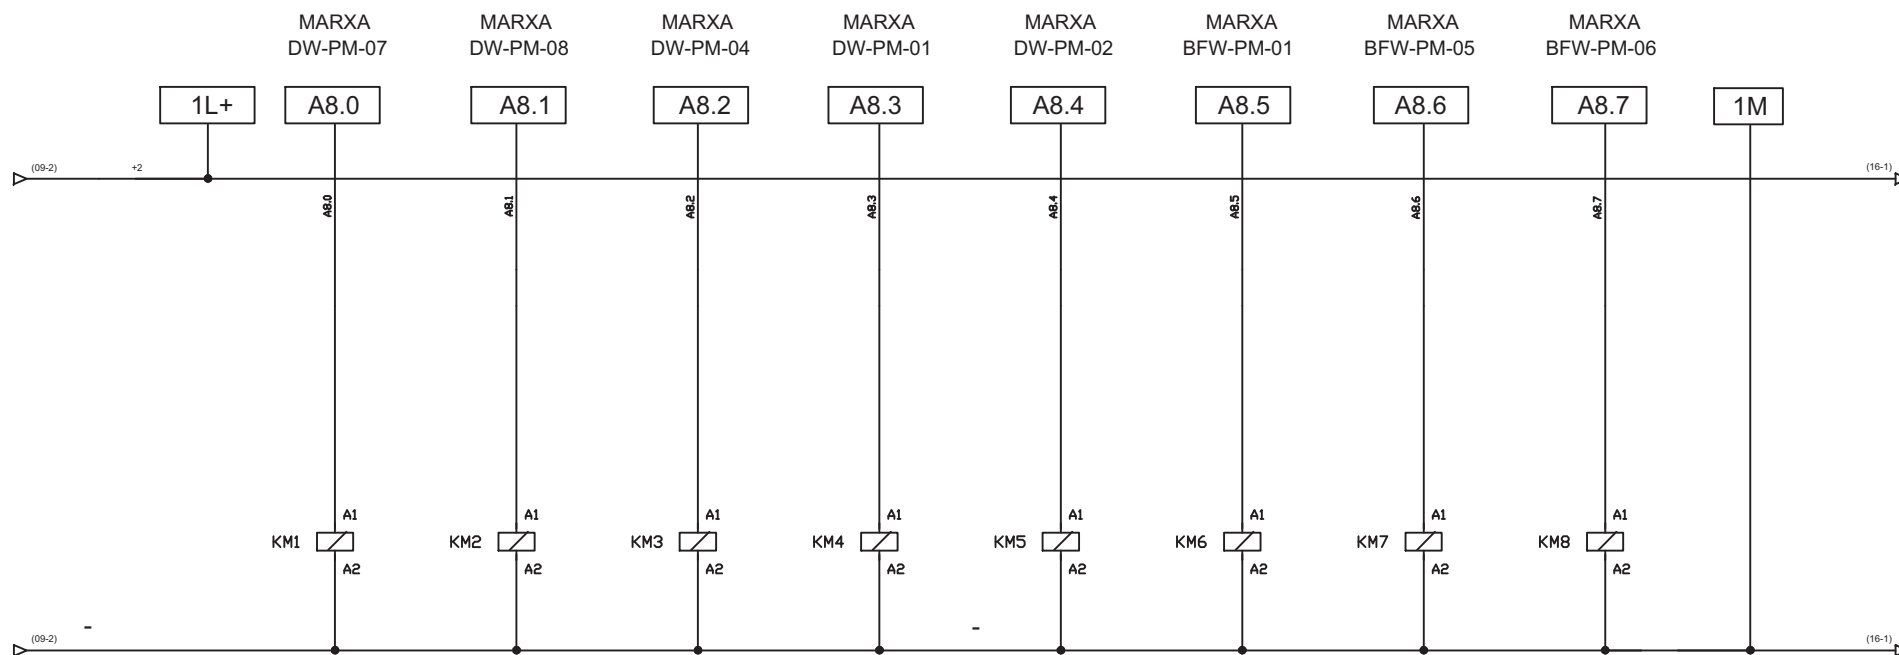 MARXA MARXA MARXA MARXA MARXA MARXA MARXA MARXA
DW-PM-07 DW-PM-08 DW-PM-04 DW-PM-01 DW-PM-02 BFW-PM-01 BFW-PM-05 BFW-PM-06
1L+ A8.0 A8.1 A8.2 A8.3 A8.4 A8.5 A8.6 A8.7 1M
(09-2) +2 (16-1)
A8.0 A8.1 A8.2 A8.3 A8.4 A8.5 A8.6 A8.7
A1 A1 A1 A1 A1 A1 A1 A1
KM1 KM2 KM3 KM4 KM5 KM6 KM7 KM8
A2 A2 A2 A2 A2 A2 A2 A2
- -
(09-2) (16-1)